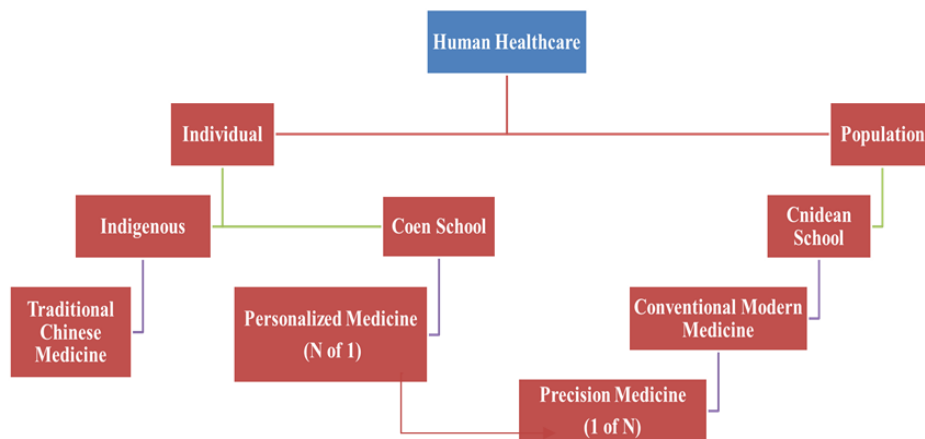 Human Healthcare
Individual
Population
Indigenous
Coen School
Cnidean
School
Traditional
Chinese
Medicine
Personalized Medicine
(N of 1)
Conventional Modern
Medicine
Precision Medicine
(1 of N)